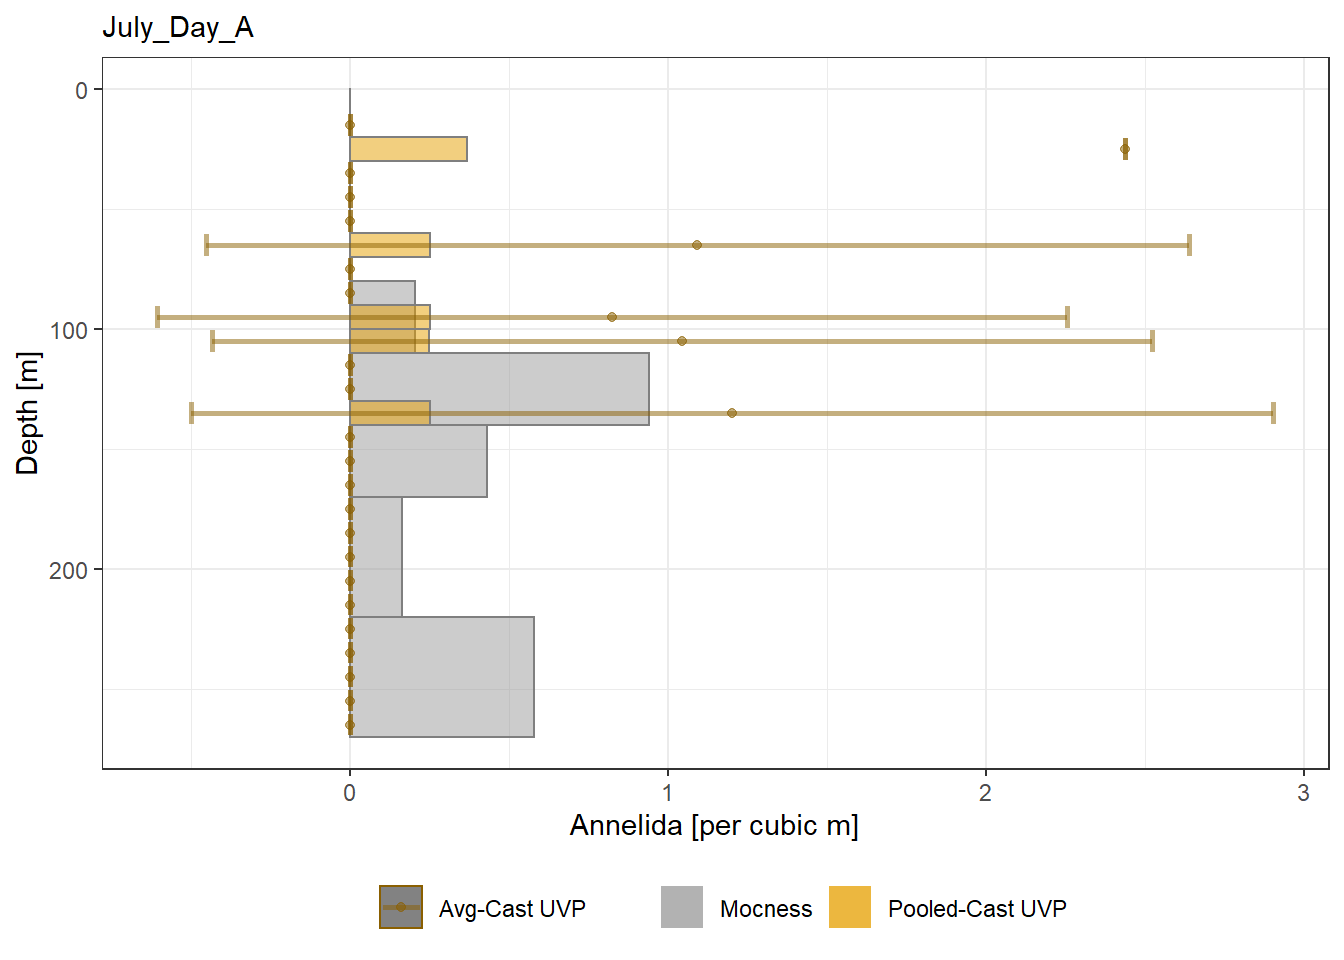 July_Day_A
0
100
200
Depth [m]
0 1 2 3
Annelida [per cubic m]
Avg-Cast UVP Mocness Pooled-Cast UVP